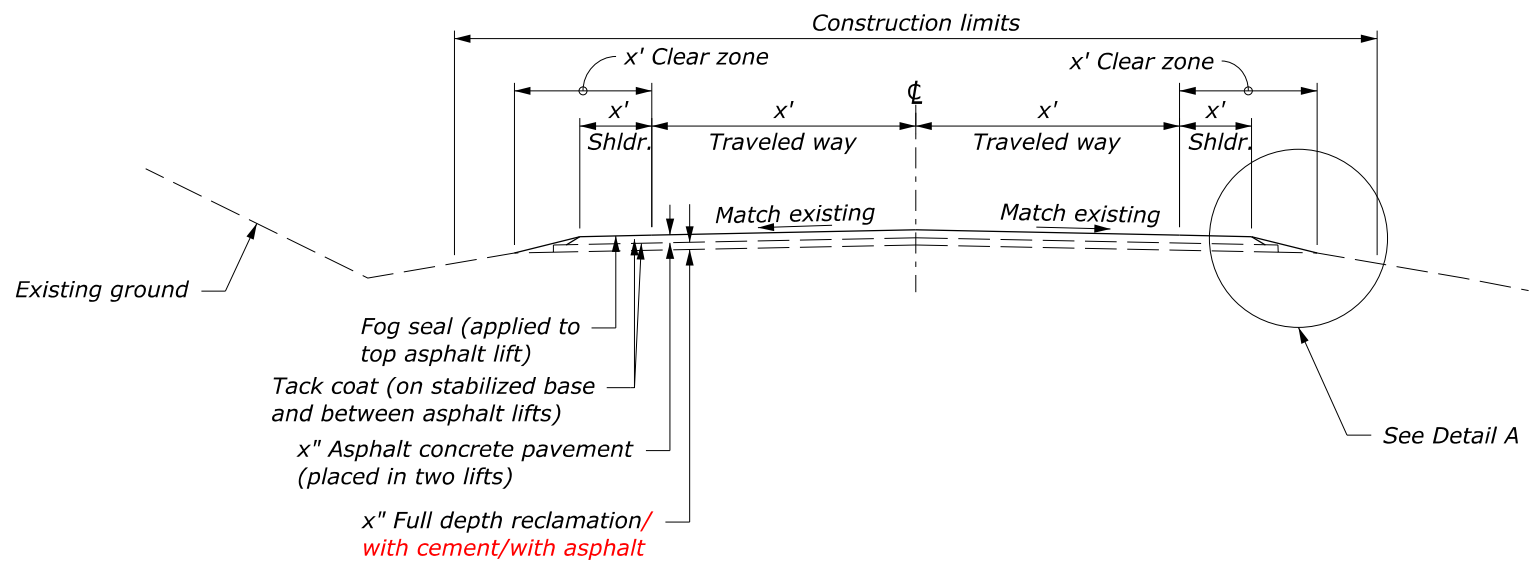 Construction limits
x' Clear zone
x' Clear zone
℄
x'
x'
x'
x'
Shldr.
Traveled way
Traveled way
Shldr.
Match existing
Match existing
Existing ground
Fog seal (applied to
top asphalt lift)
Tack coat (on stabilized base
and between asphalt lifts)
See Detail A
x" Asphalt concrete pavement
(placed in two lifts)
x" Full depth reclamation/
with cement/with asphalt